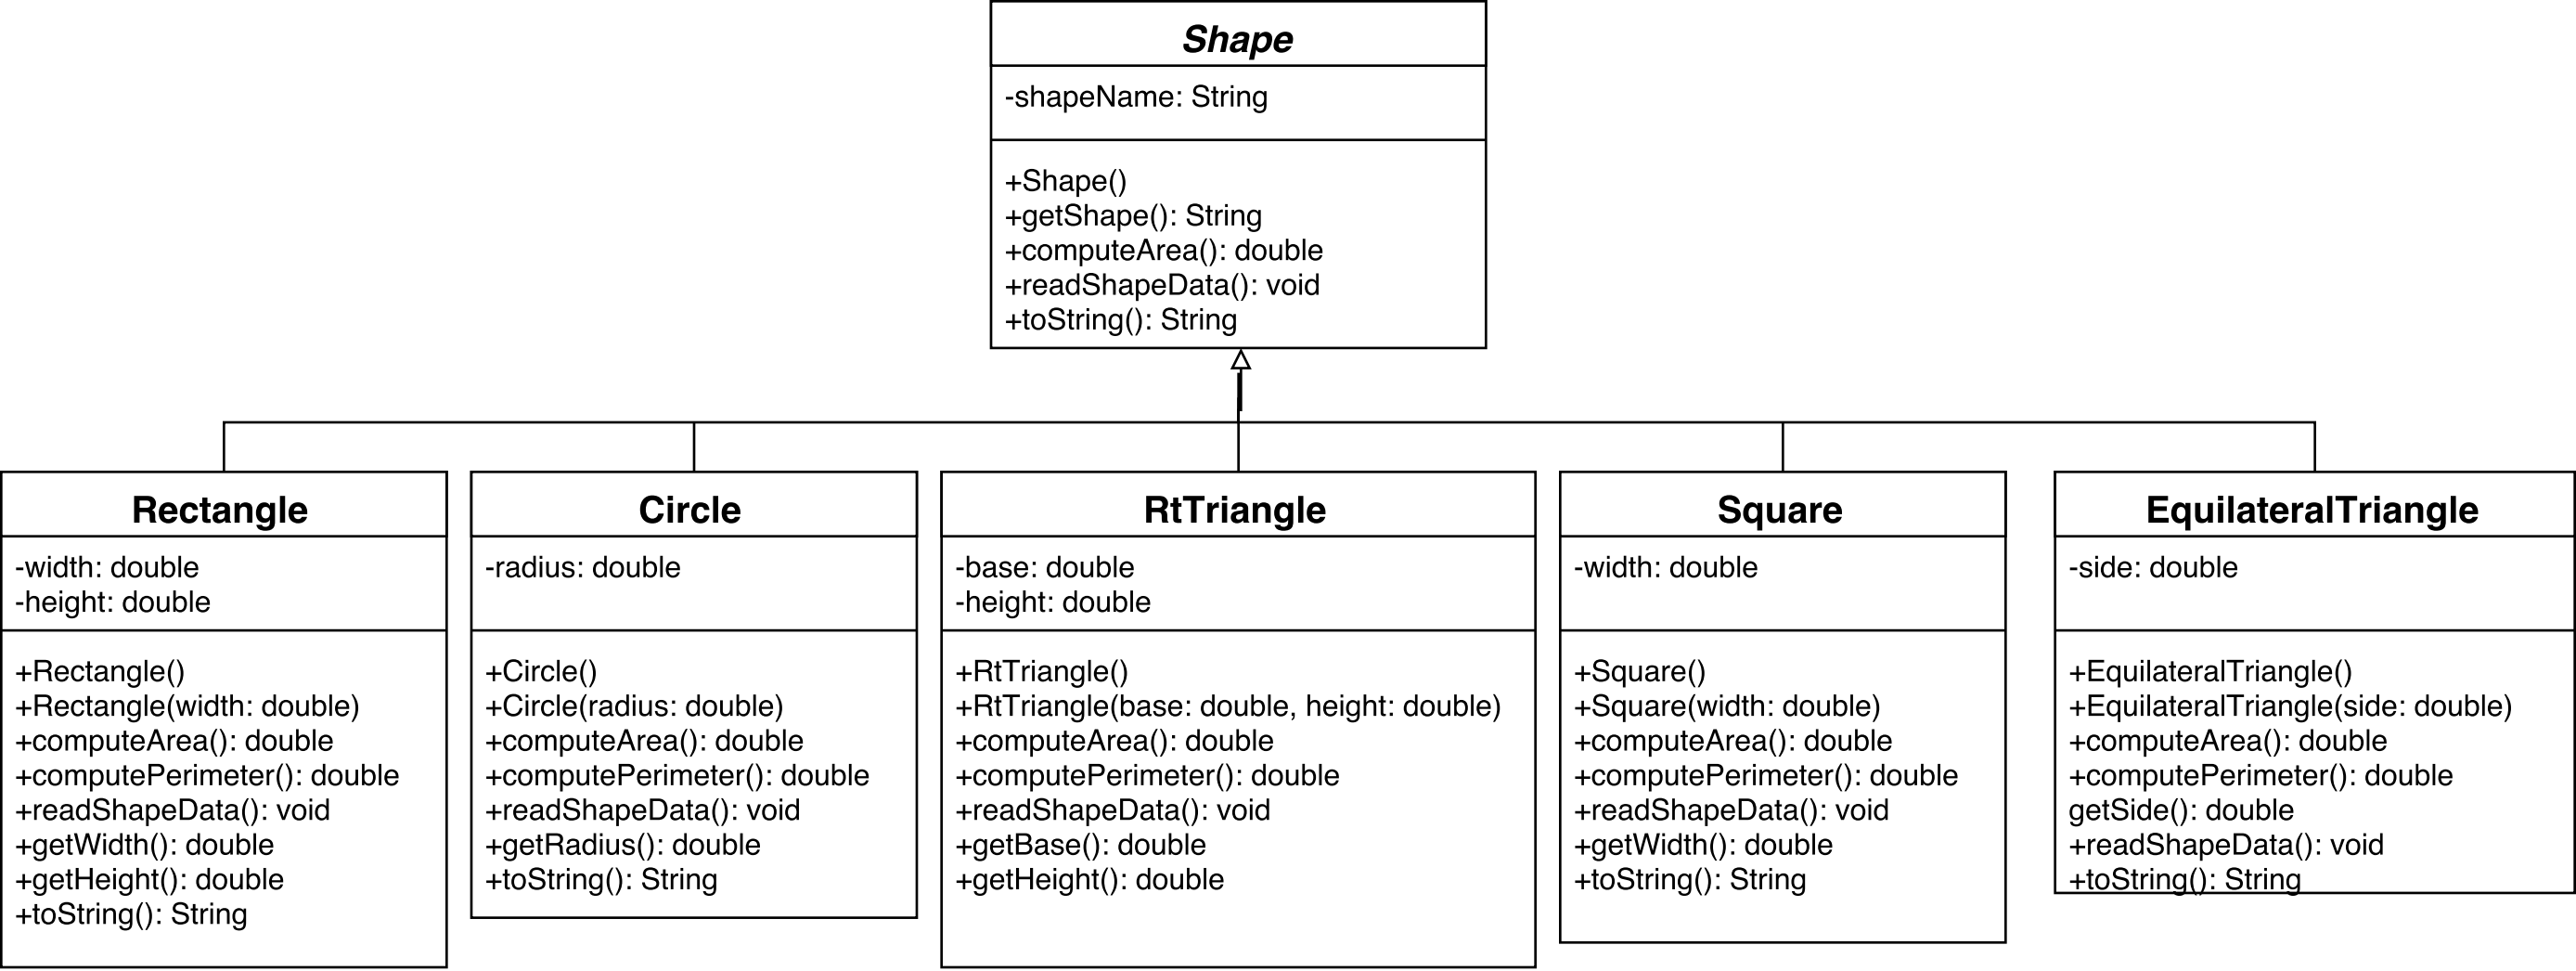 Shape
-shapeName: String
+Shape()
+getShape(): String
+computeArea(): double
+readShapeData(): void
+toString(): String
Rectangle
-width: double
-height: double
+Rectangle()
+Rectangle(width: double)
+computeArea(): double
+computePerimeter(): double
+readShapeData(): void
+getWidth(): double
+getHeight(): double
+toString(): String
Circle
-radius: double
+Circle()
+Circle(radius: double)
+computeArea(): double
+computePerimeter(): double
+readShapeData(): void
+getRadius(): double
+toString(): String
RtTriangle
-base: double
-height: double
+RtTriangle()
+RtTriangle(base: double, height: double)
+computeArea(): double
+computePerimeter(): double
+readShapeData(): void
+getBase(): double
+getHeight(): double
Square
-width: double
+Square()
+Square(width: double)
+computeArea(): double
+computePerimeter(): double
+readShapeData(): void
+getWidth(): double
+toString(): String
EquilateralTriangle
-side: double
+EquilateralTriangle()
+EquilateralTriangle(side: double)
+computeArea(): double
+computePerimeter(): double
getSide(): double
+readShapeData(): void
+toString(): String